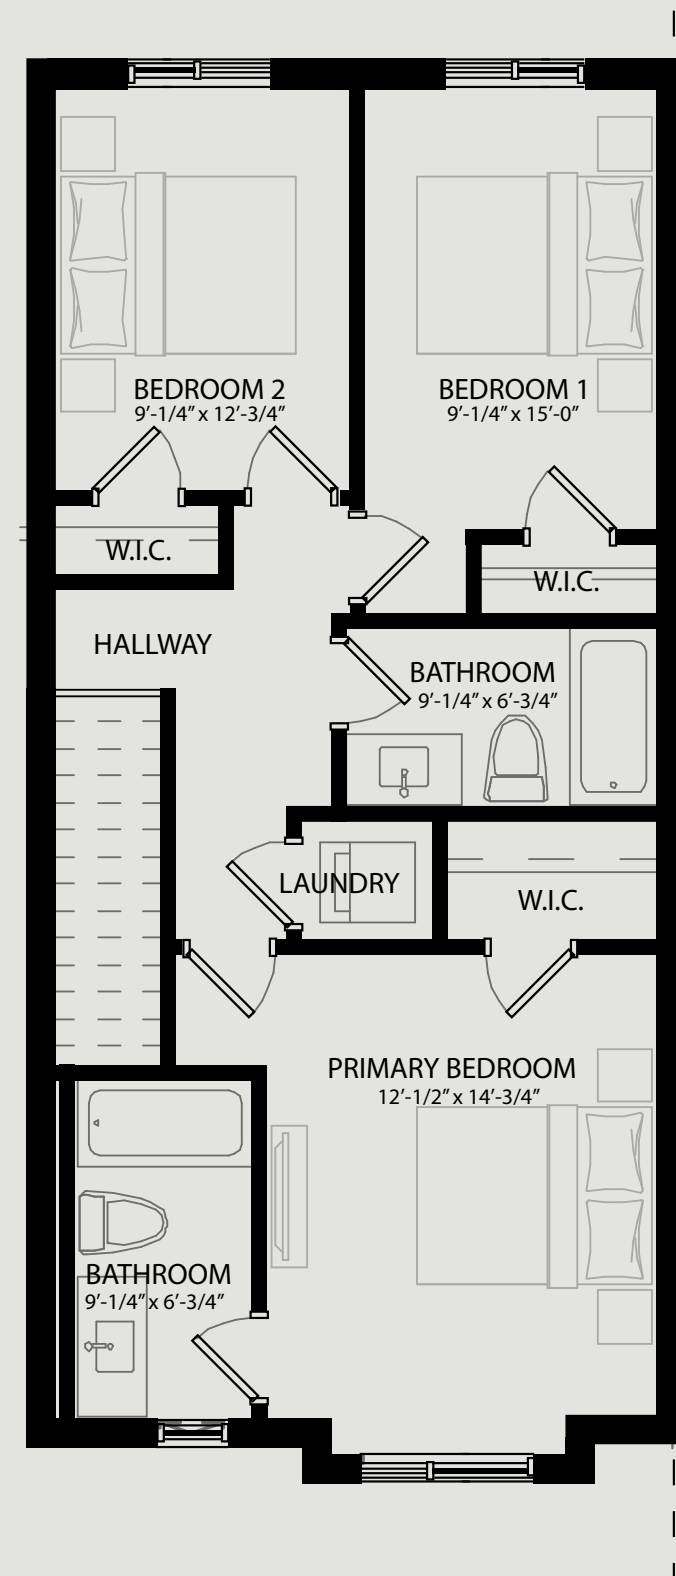 BEDROOM 2
9’-1/4” x 12’-3/4”
BEDROOM 1
9’-1/4” x 15’-0”
W.I.C.
W.I.C.
HALLWAY
BATHROOM
9’-1/4” x 6’-3/4”
LAUNDRY
W.I.C.
PRIMARY BEDROOM
12’-1/2” x 14’-3/4”
BATHROOM
9’-1/4” x 6’-3/4”